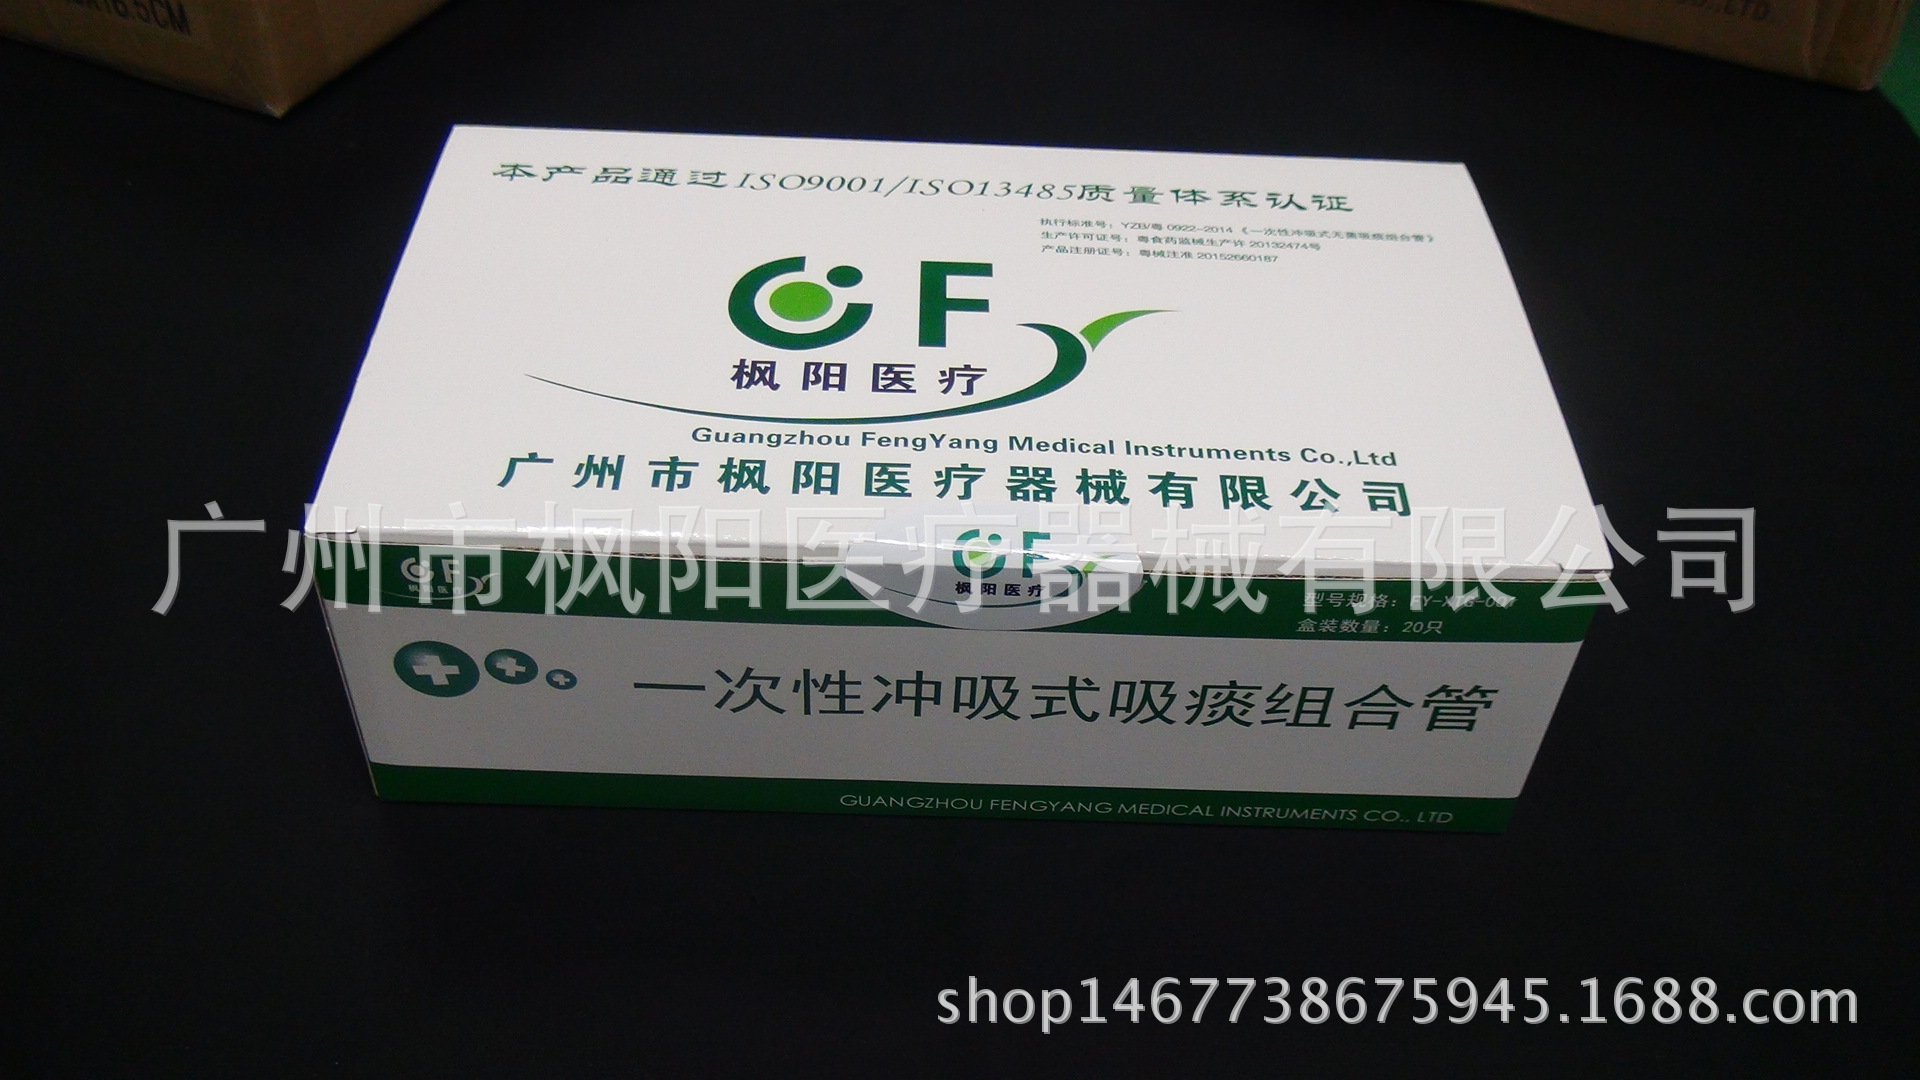 X16.5CM
本产品通过ISO9001/ISO13485质量体系认证
执行标准号：YZB/粤 0922-2014《一次性冲吸式无菌吸痰组合管》
生产许可证号：粤食药监械生产许 20132474号
产品注册证号：粤械注准 20152660187
F
枫阳医疗
Guangzhou FengYang Medical Instruments Co.,Ltd
广州市枫阳医疗器械有限公司
广州市枫阳医疗器械有限公司
F
枫阳医疗
F
枫阳医疗
型号规格：FY-XTG-007
盒装数量：20只
一次性冲吸式吸痰组合管
GUANGZHOU FENGYANG MEDICAL INSTRUMENTS CO., LTD
shop1467738675945.1688.com